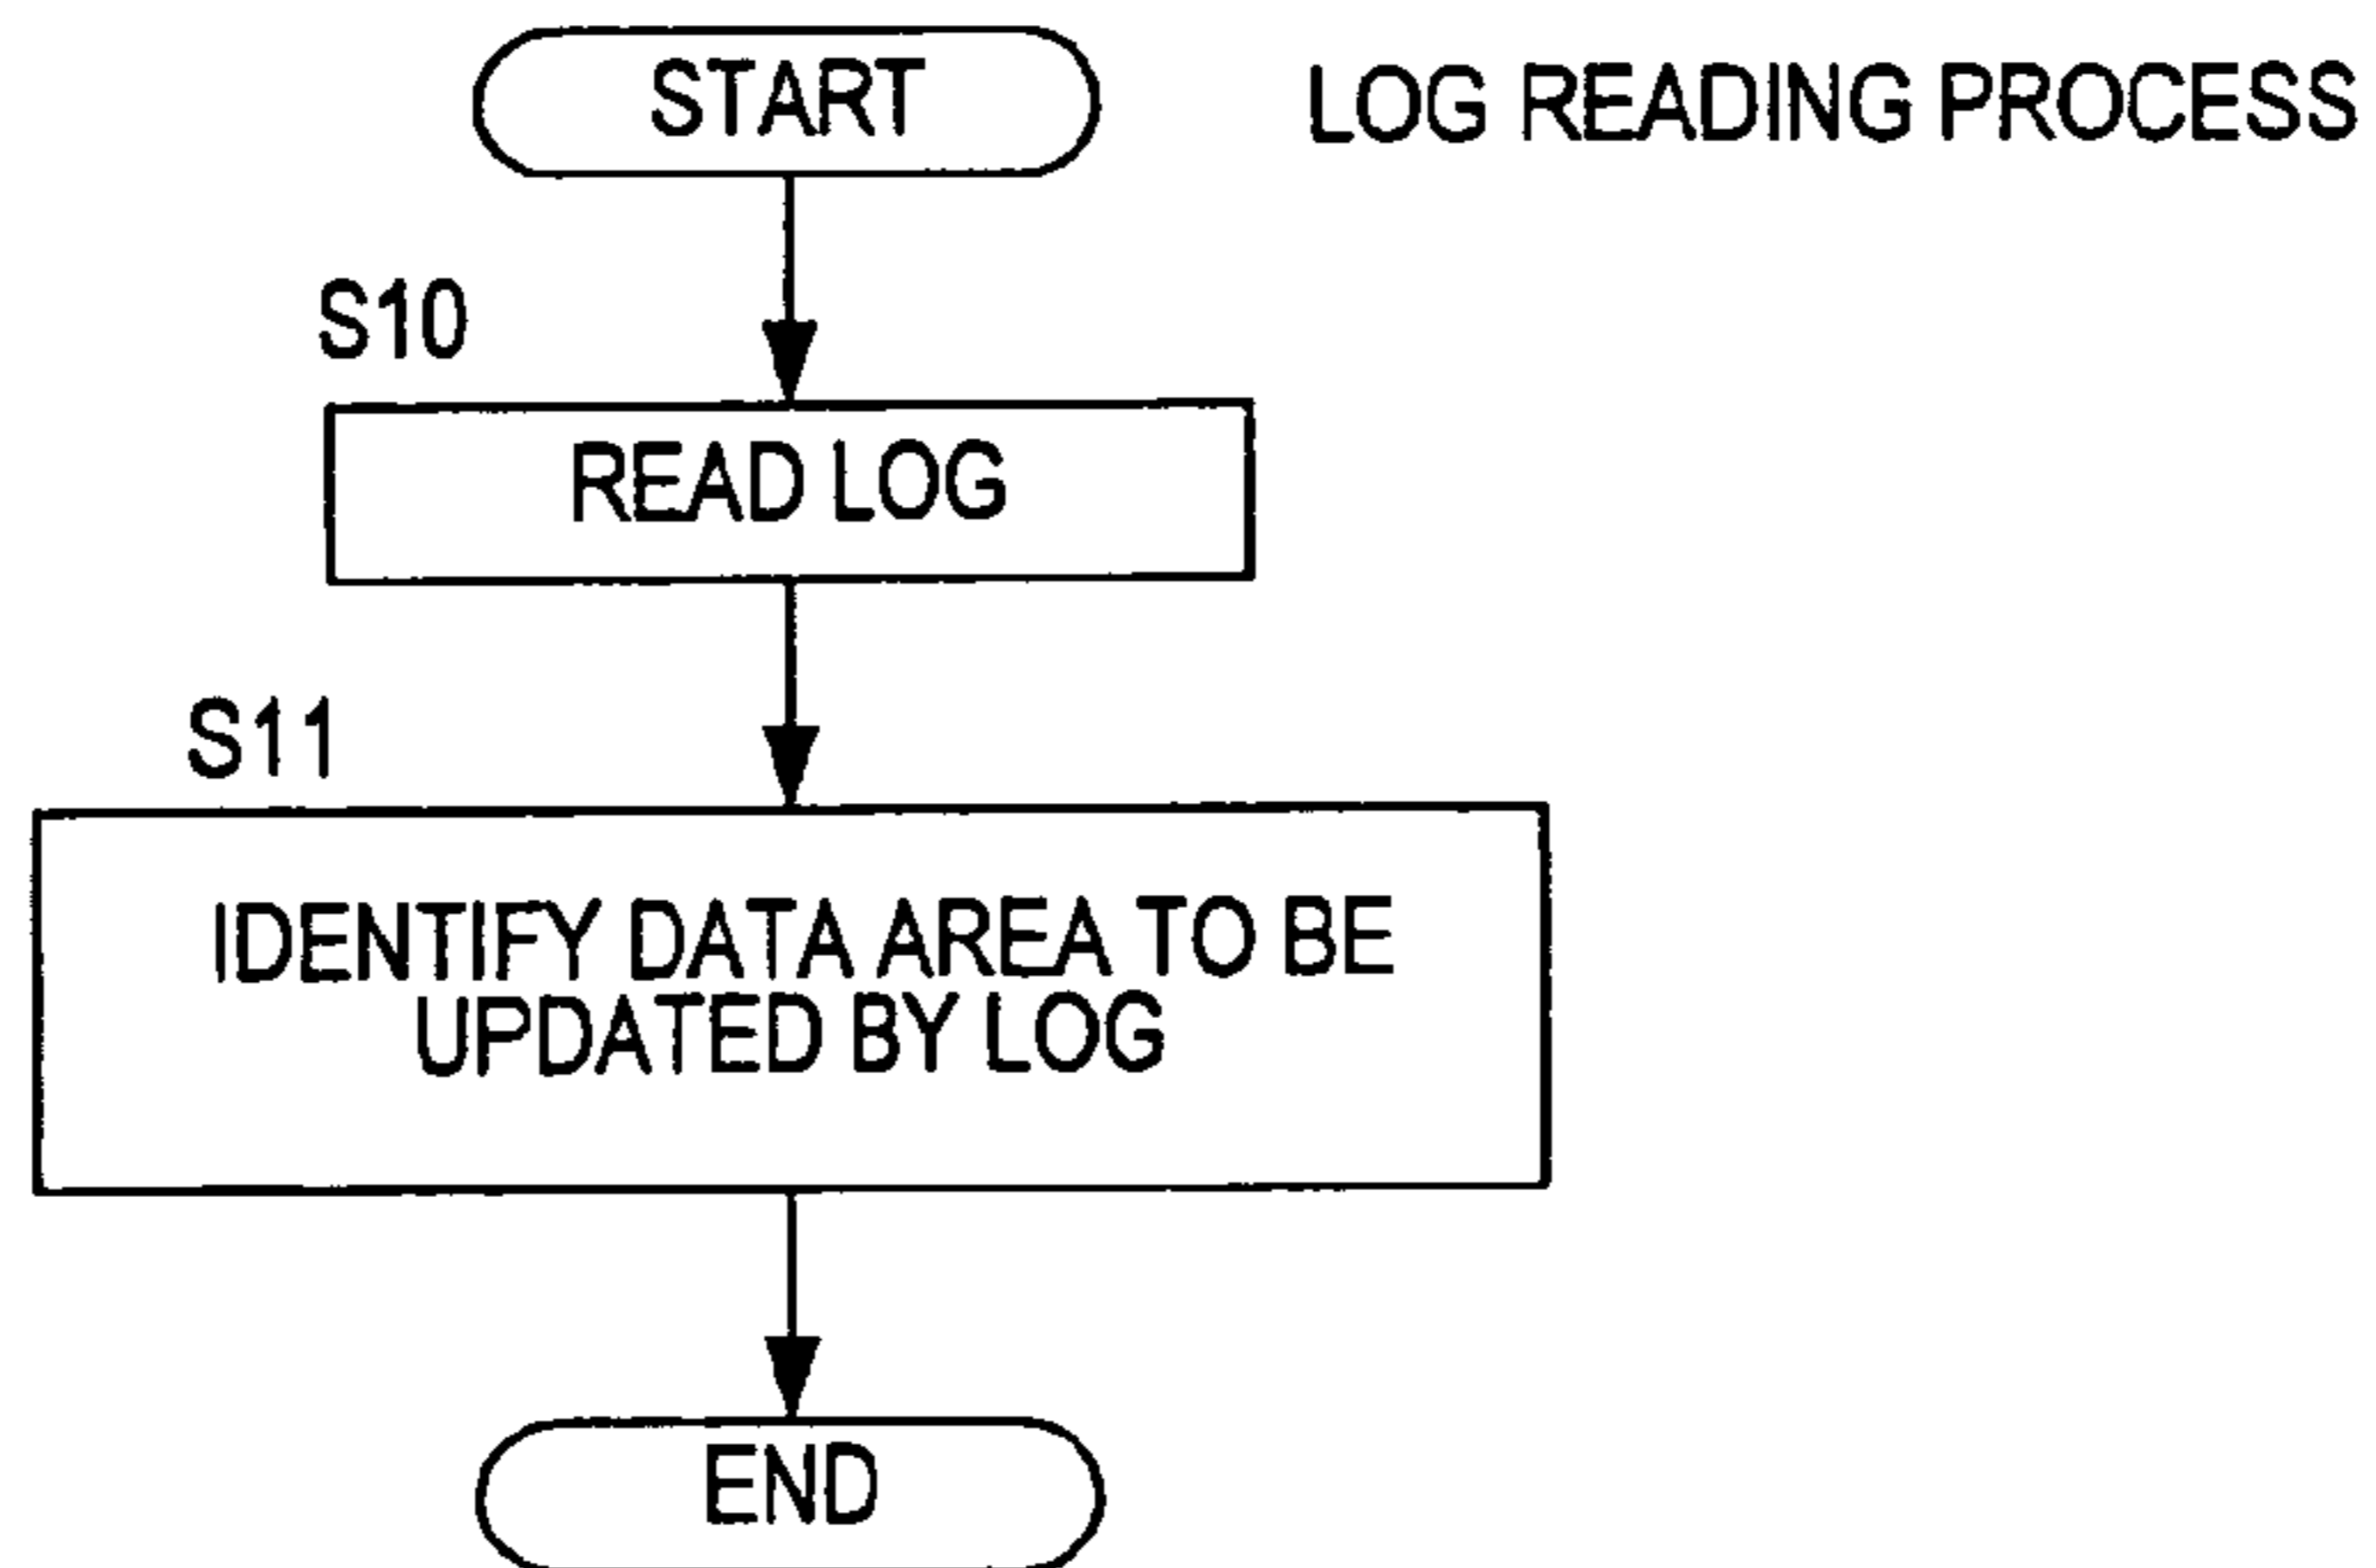 START
LOG READING PROCESS
S10
READ LOG
S11
IDENTIFY DATA AREA TO BE
UPDATED BY LOG
END